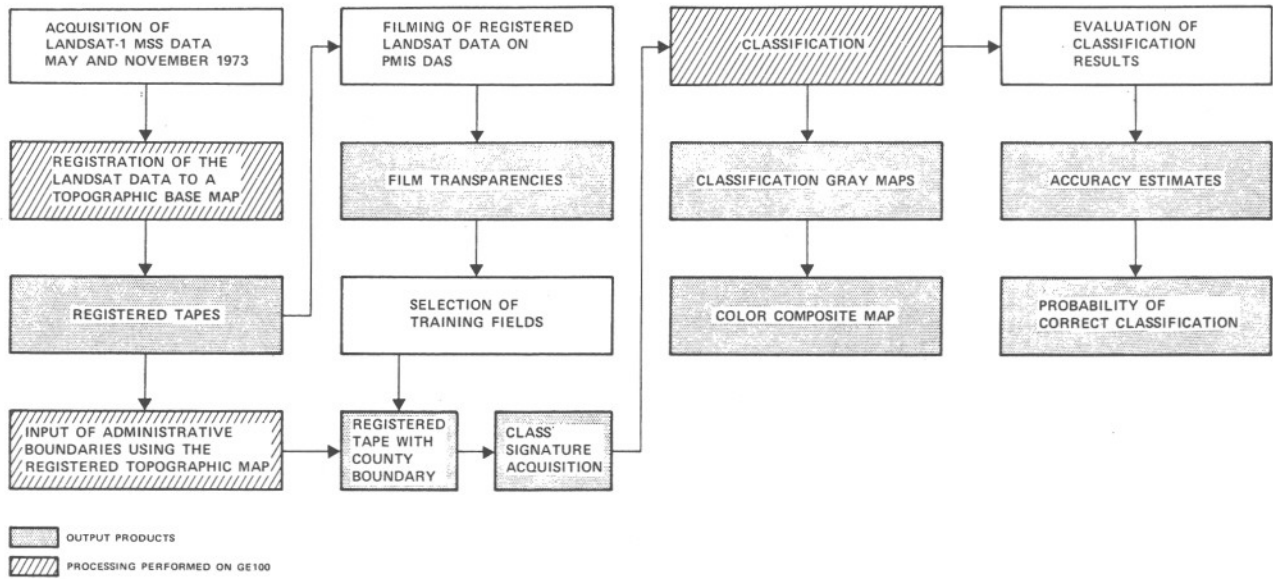 ACQUISITION OF
LANDSAT-1 MSS DATA
MAY AND NOVEMBER 1973
REGISTRATION OF THE
LANDSAT DATA TO A
TOPOGRAPHIC BASE MAP
REGISTERED TAPES
INPUT OF ADMINISTRATIVE
BOUNDARIES USING THE
REGISTERED TOPOGRAPHIC MAP
FILMING OF REGISTERED
LANDSAT DATA ON
PMIS DAS
FILM TRANSPARENCIES
SELECTION OF
TRAINING FIELDS
REGISTERED
TAPE WITH
COUNTY
BOUNDARY
CLASS
SIGNATURE
ACQUISITION
CLASSIFICATION
CLASSIFICATION GRAY MAPS
COLOR COMPOSITE MAP
EVALUATION OF
CLASSIFICATION
RESULTS
ACCURACY ESTIMATES
PROBABILITY OF
CORRECT CLASSIFICATION
OUTPUT PRODUCTS
PROCESSING PERFORMED ON GE100